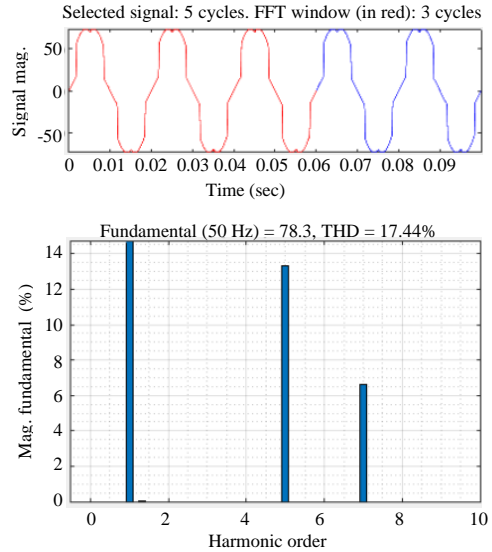 Selected signal: 5 cycles. FFT window (in red): 3 cycles
Signal mag.
50
0
-50
0 0.01 0.02 0.03 0.04 0.05 0.06 0.07 0.08 0.09
Time (sec)
Fundamental (50 Hz) = 78.3, THD = 17.44%
Mag. fundamental (%)
14
12
10
8
6
4
2
0
0 2 4 6 8 10
Harmonic order